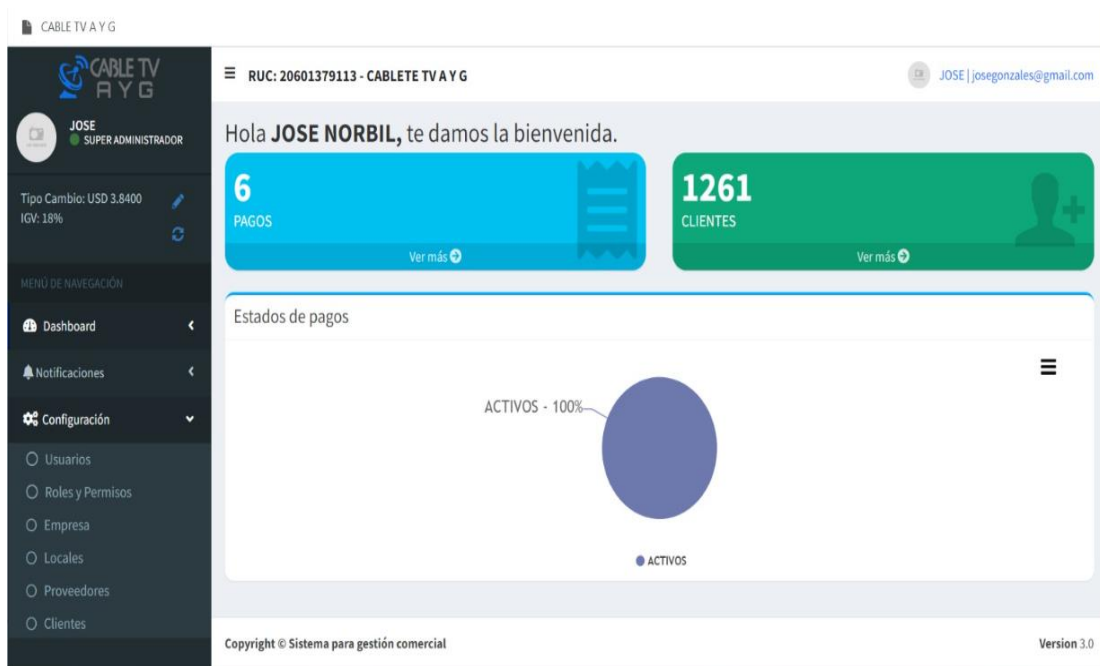 CABLE TV A Y G
CABLE TV
A Y G
JOSE
SUPER ADMINISTRADOR
Tipo Cambio: USD 3.8400
IGV: 18%
MENÚ DE NAVEGACIÓN
Dashboard
Notificaciones
Configuración
Usuarios
Roles y Permisos
Empresa
Locales
Proveedores
Clientes
RUC: 20601379113 - CABLETE TV A Y G
JOSE | josegonzales@gmail.com
Hola JOSE NORBIL, te damos la bienvenida.
6
PAGOS
Ver más
1261
CLIENTES
Ver más
Estados de pagos
ACTIVOS - 100%
ACTIVOS
Copyright © Sistema para gestión comercial
Version 3.0